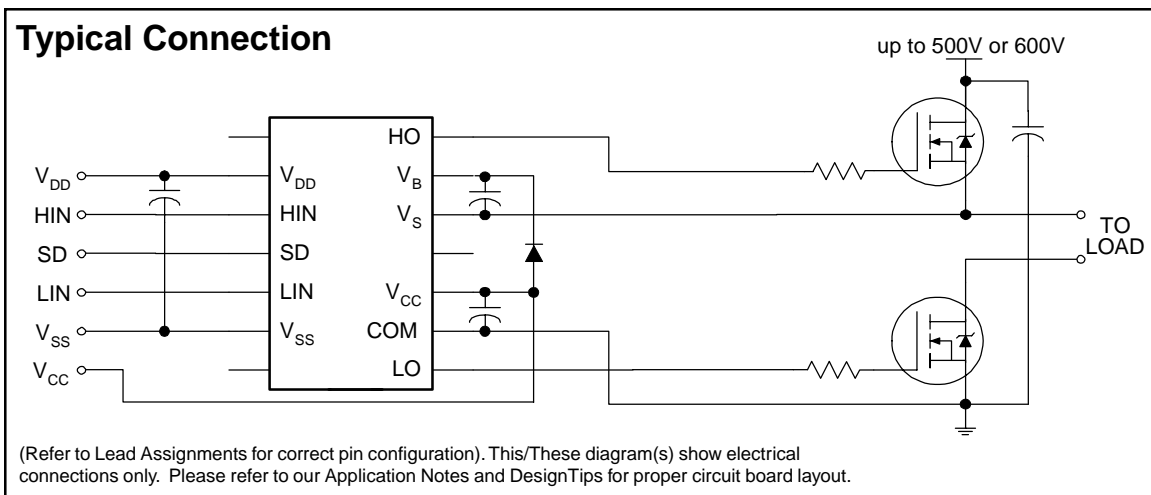 Typical Connection
up to 500V or 600V
HO
VDD VDD VB
HIN HIN VS
TO
SD SD LOAD
LIN LIN VCC
VSS VSS COM
VCC LO
(Refer to Lead Assignments for correct pin configuration). This/These diagram(s) show electrical
connections only. Please refer to our Application Notes and DesignTips for proper circuit board layout.